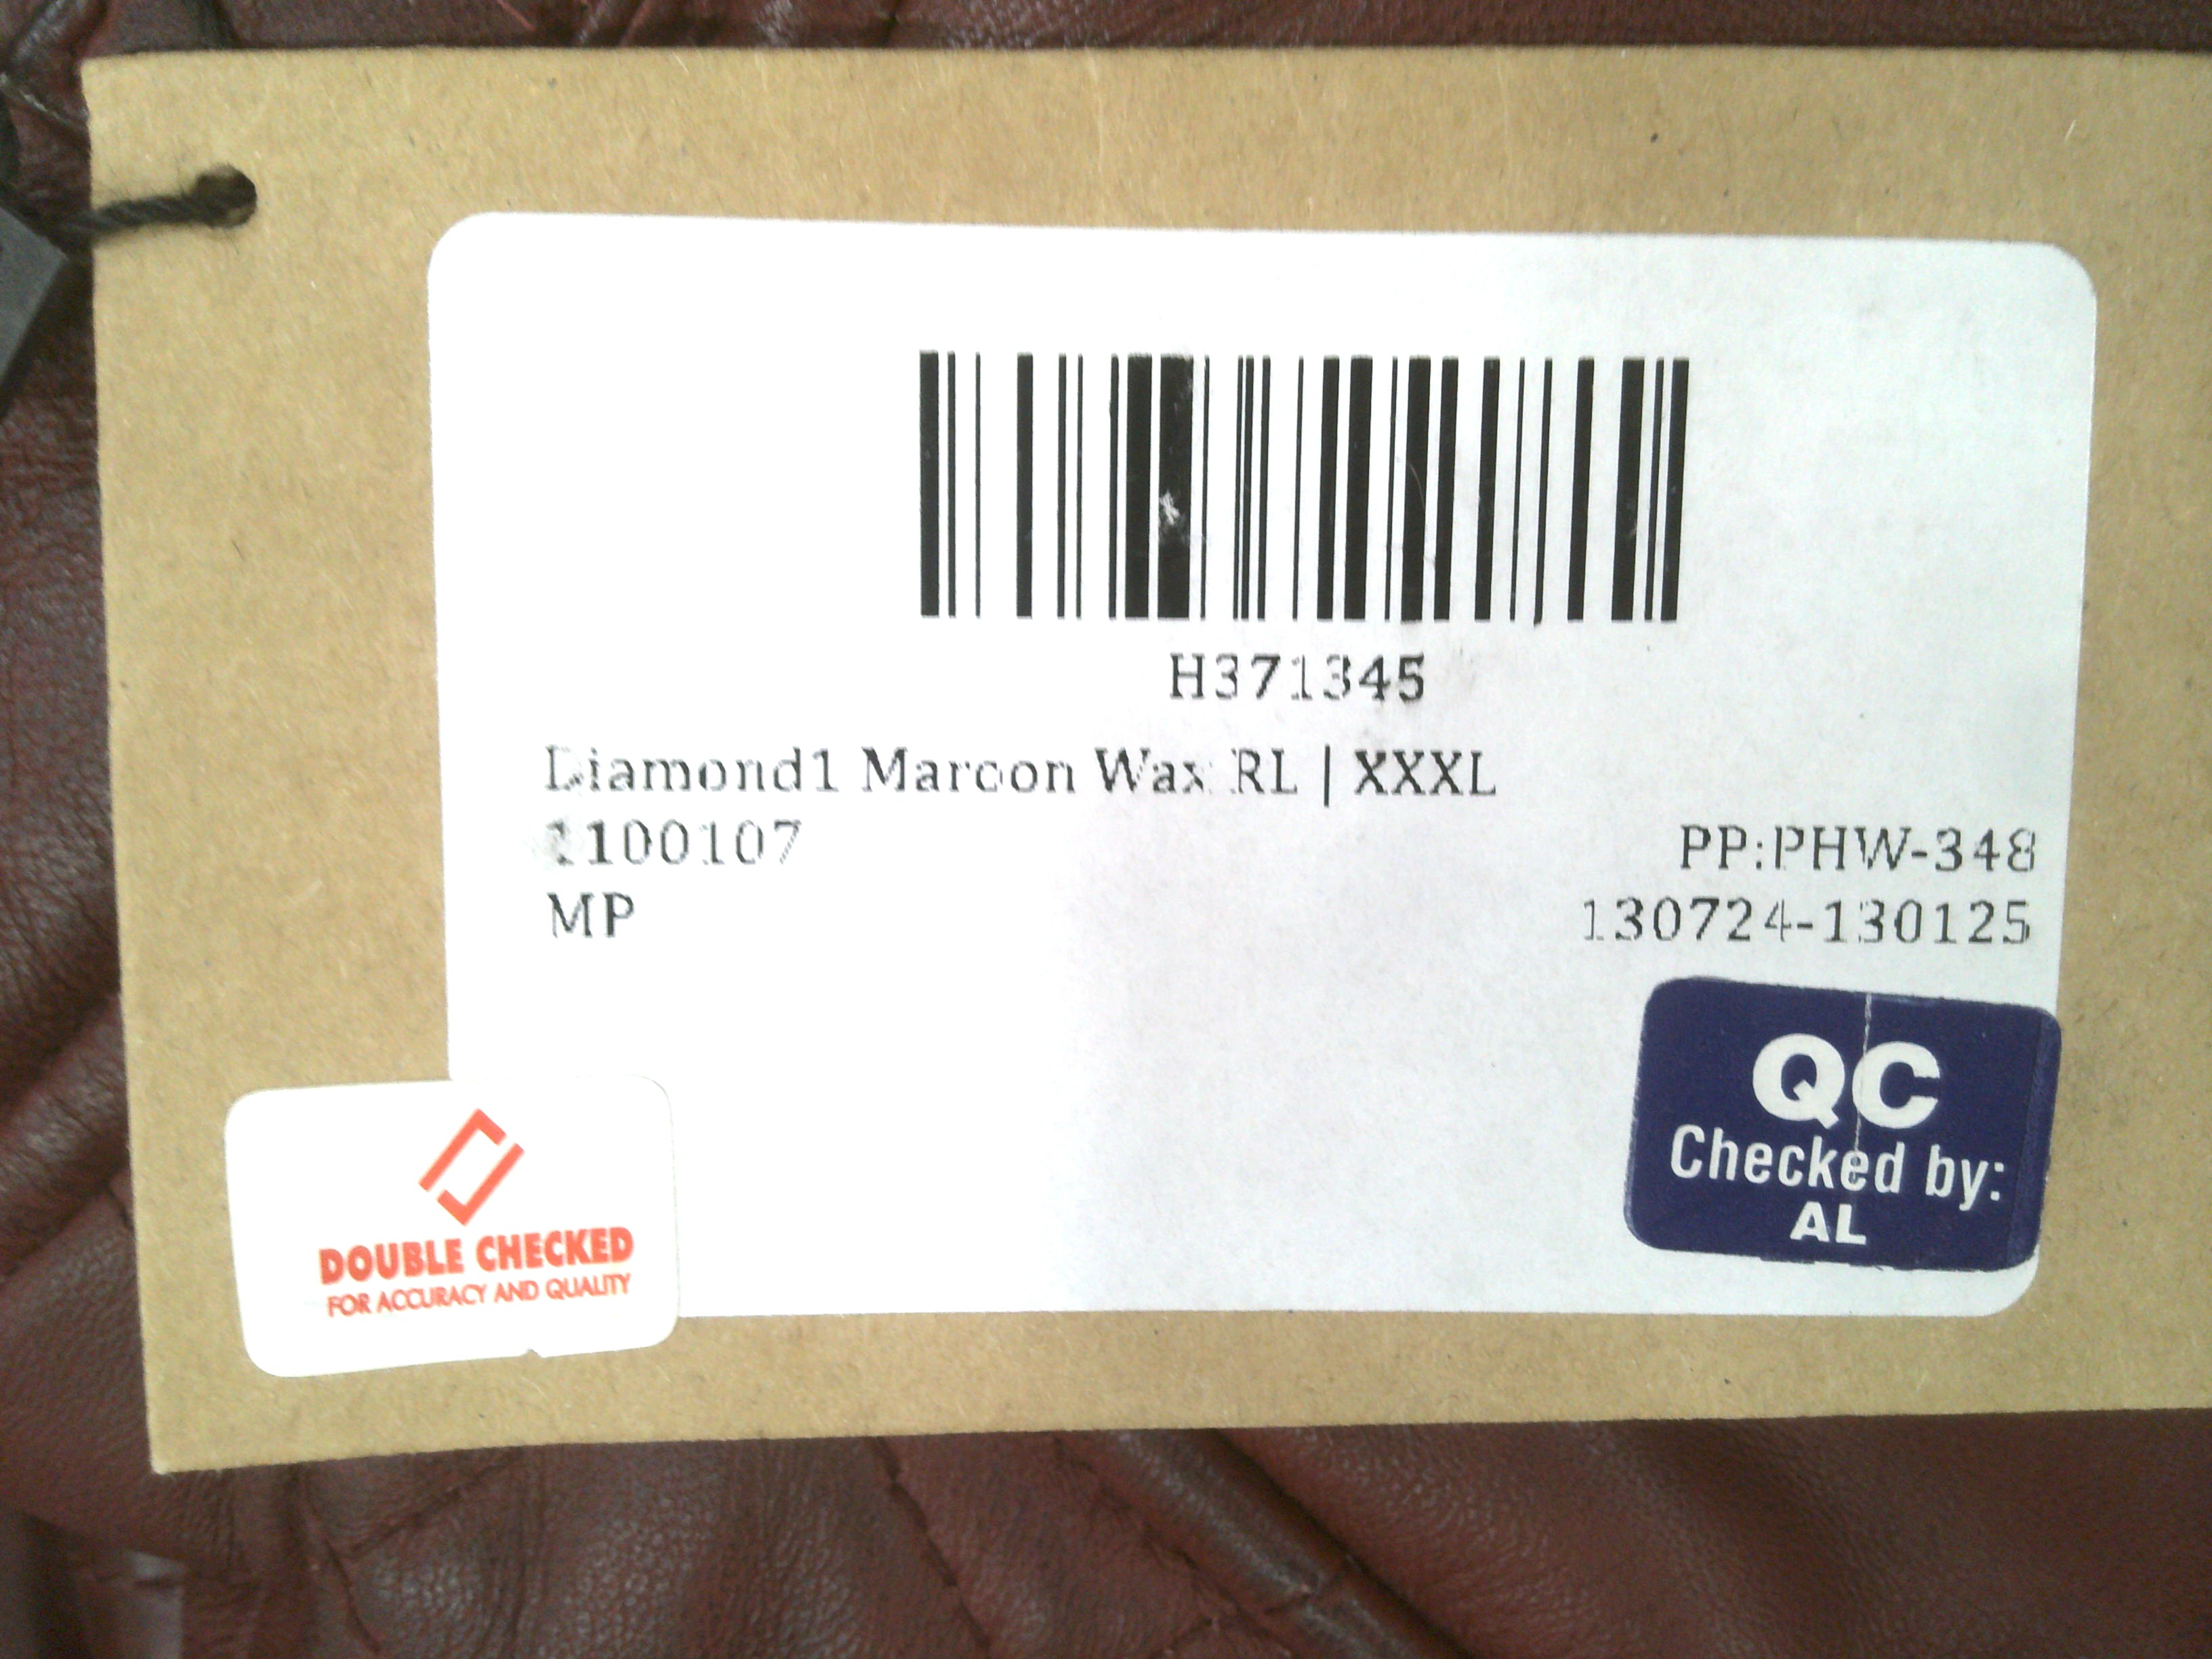 H371345
Diamond1 Maroon Wax RL | XXXL
1100107
PP:PHW-348
MP
130724-130125
QC
Checked by:
AL
DOUBLE CHECKED
FOR ACCURACY AND QUALITY